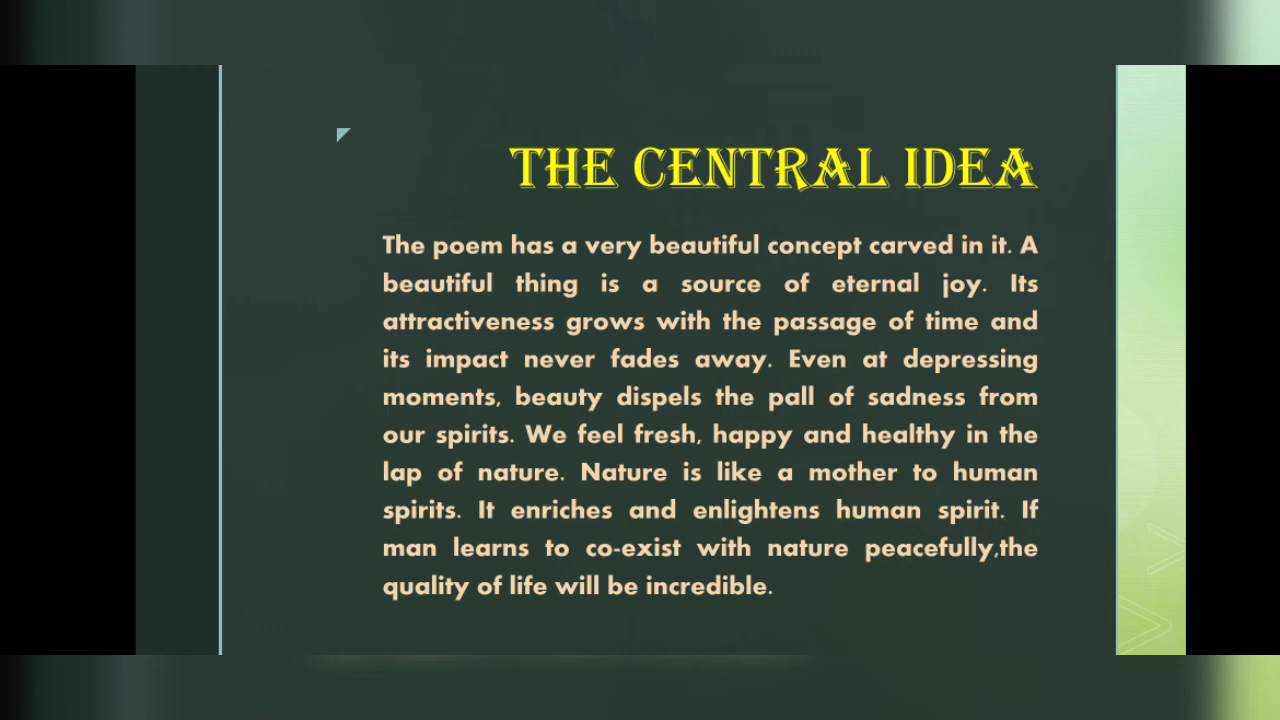 THE CENTRAL IDEA
The poem has a very beautiful concept carved in it. A
beautiful thing is a source of eternal joy. Its
attractiveness grows with the passage of time and
its impact never fades away. Even at depressing
moments, beauty dispels the pall of sadness from
our spirits. We feel fresh, happy and healthy in the
lap of nature. Nature is like a mother to human
spirits. It enriches and enlightens human spirit. If
man learns to co-exist with nature peacefully,the
quality of life will be incredible.